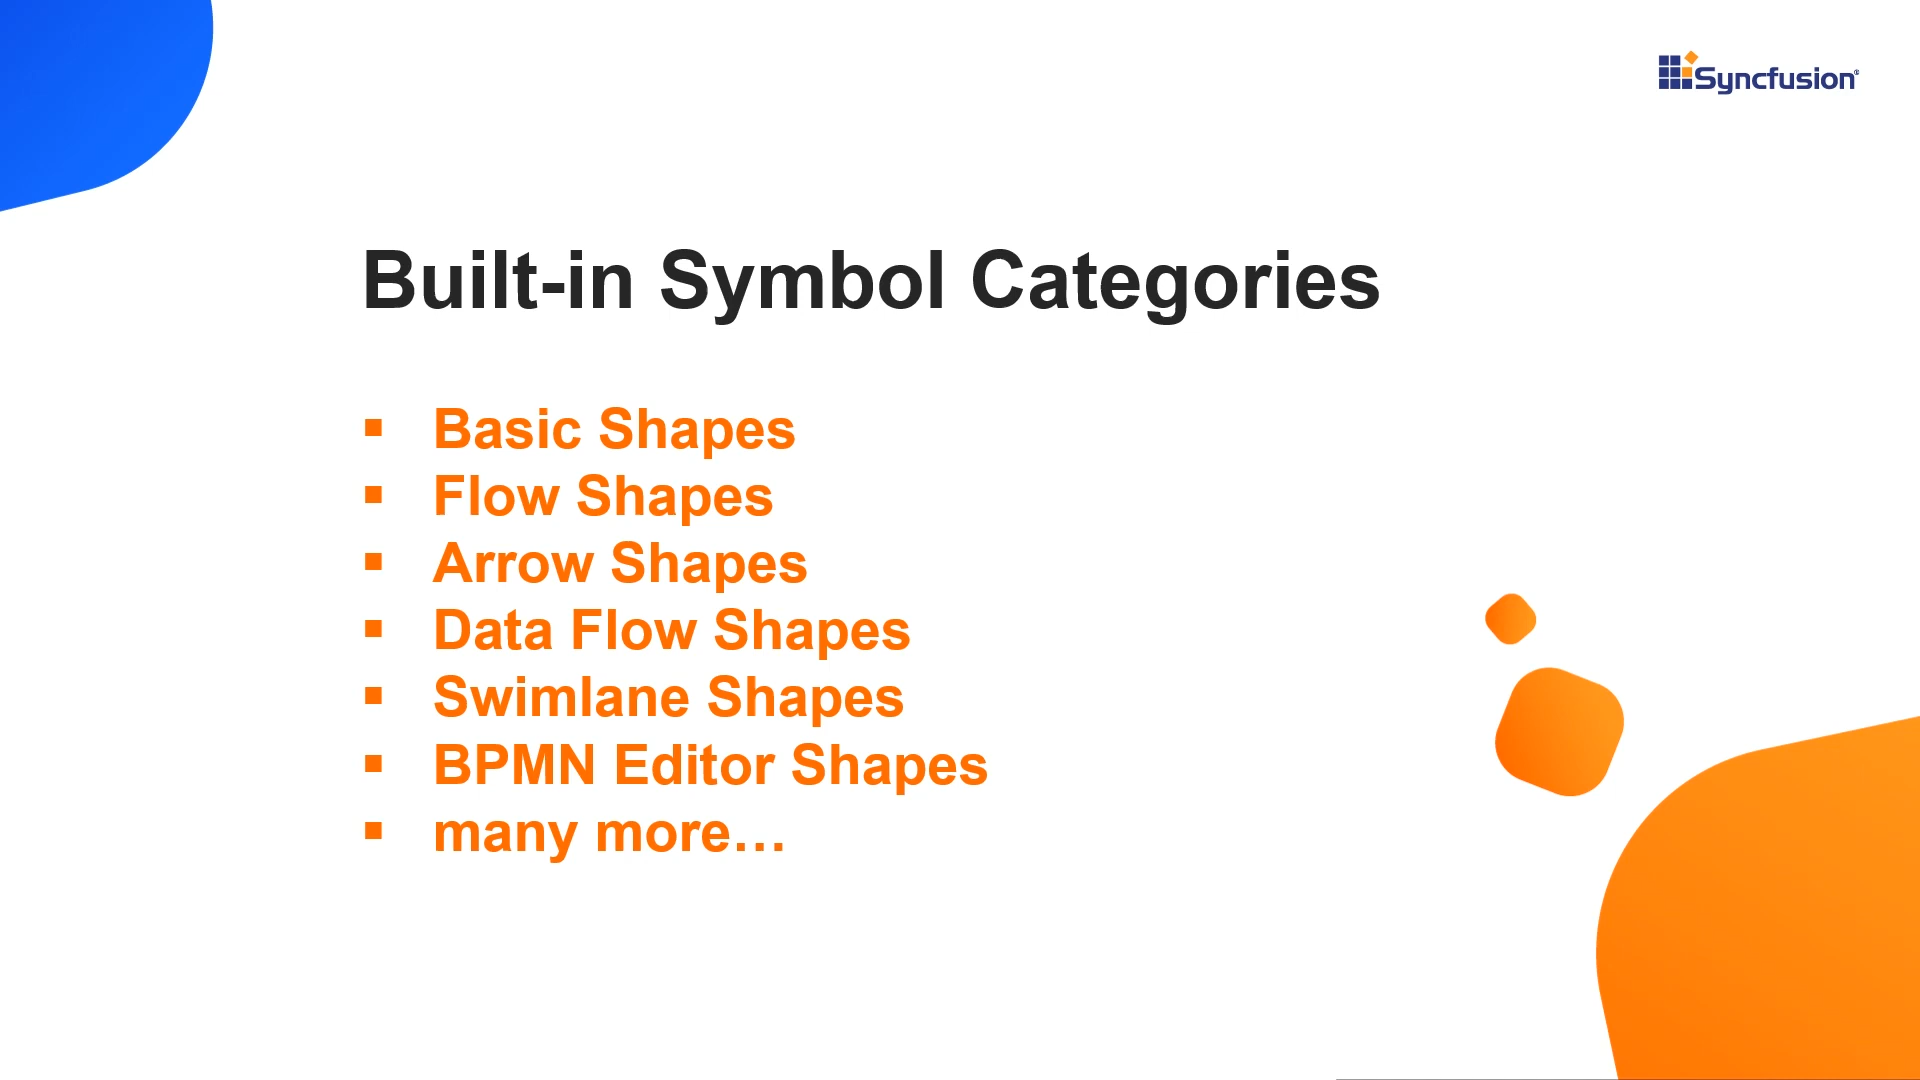 Syncfusion®
Built-in Symbol Categories
▪ Basic Shapes
▪ Flow Shapes
▪ Arrow Shapes
▪ Data Flow Shapes
▪ Swimlane Shapes
▪ BPMN Editor Shapes
▪ many more…